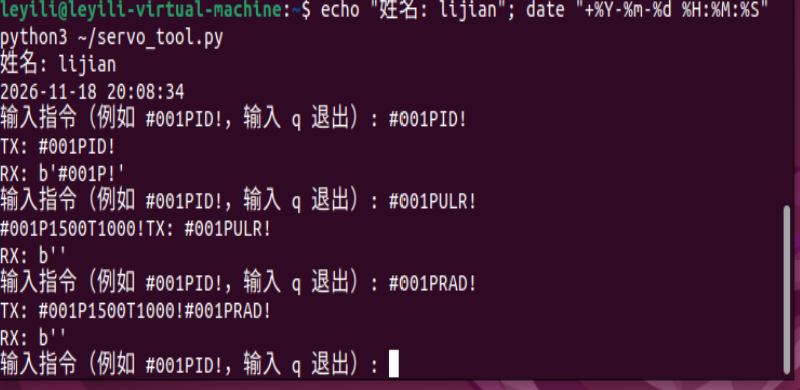 leyili@leyili-virtual-machine:~$ echo "姓名: lijian"; date "+%Y-%m-%d %H:%M:%S"
python3 ~/servo_tool.py
姓名: lijian
2026-11-18 20:08:34
输入指令（例如 #001PID!，输入 q 退出）: #001PID!
TX: #001PID!
RX: b'#001P!'
输入指令（例如 #001PID!，输入 q 退出）: #001PULR!
#001P1500T1000!TX: #001PULR!
RX: b''
输入指令（例如 #001PID!，输入 q 退出）: #001PRAD!
TX: #001P1500T1000!#001PRAD!
RX: b''
输入指令（例如 #001PID!，输入 q 退出）: